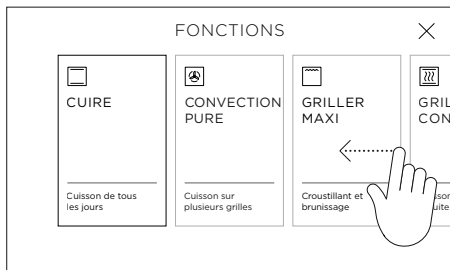 FONCTIONS
CUIRE
Cuisson de tous
les jours
CONVECTION
PURE
Cuisson sur
plusieurs grilles
GRILLER
MAXI
Croustillant et
brunissage
GRIL
CON